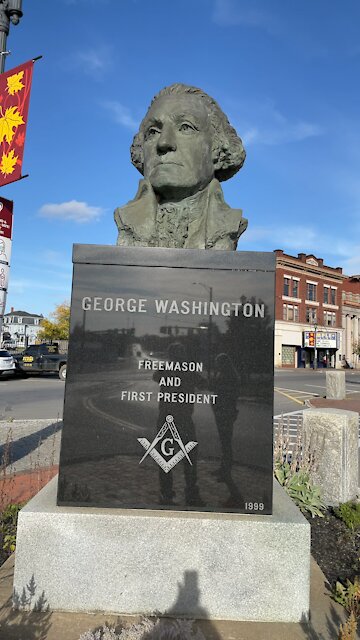 GEORGE WASHINGTON
FREEMASON
AND
FIRST PRESIDENT
G
1999